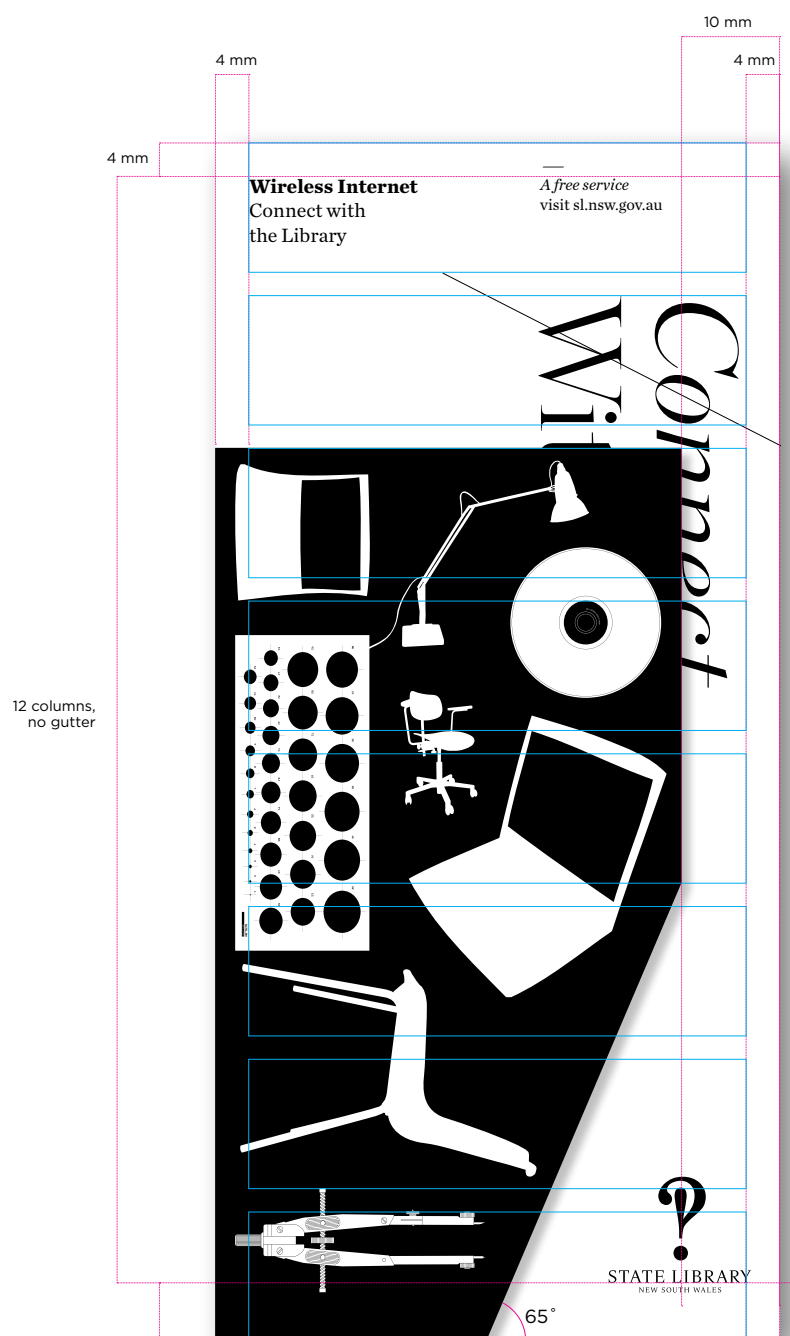 10 mm
4 mm
4 mm
4 mm
Wireless Internet
Connect with
the Library
A free service
visit sl.nsw.gov.au
Connect
Wit
12 columns,
no gutter
STATE LIBRARY
NEW SOUTH WALES
65°